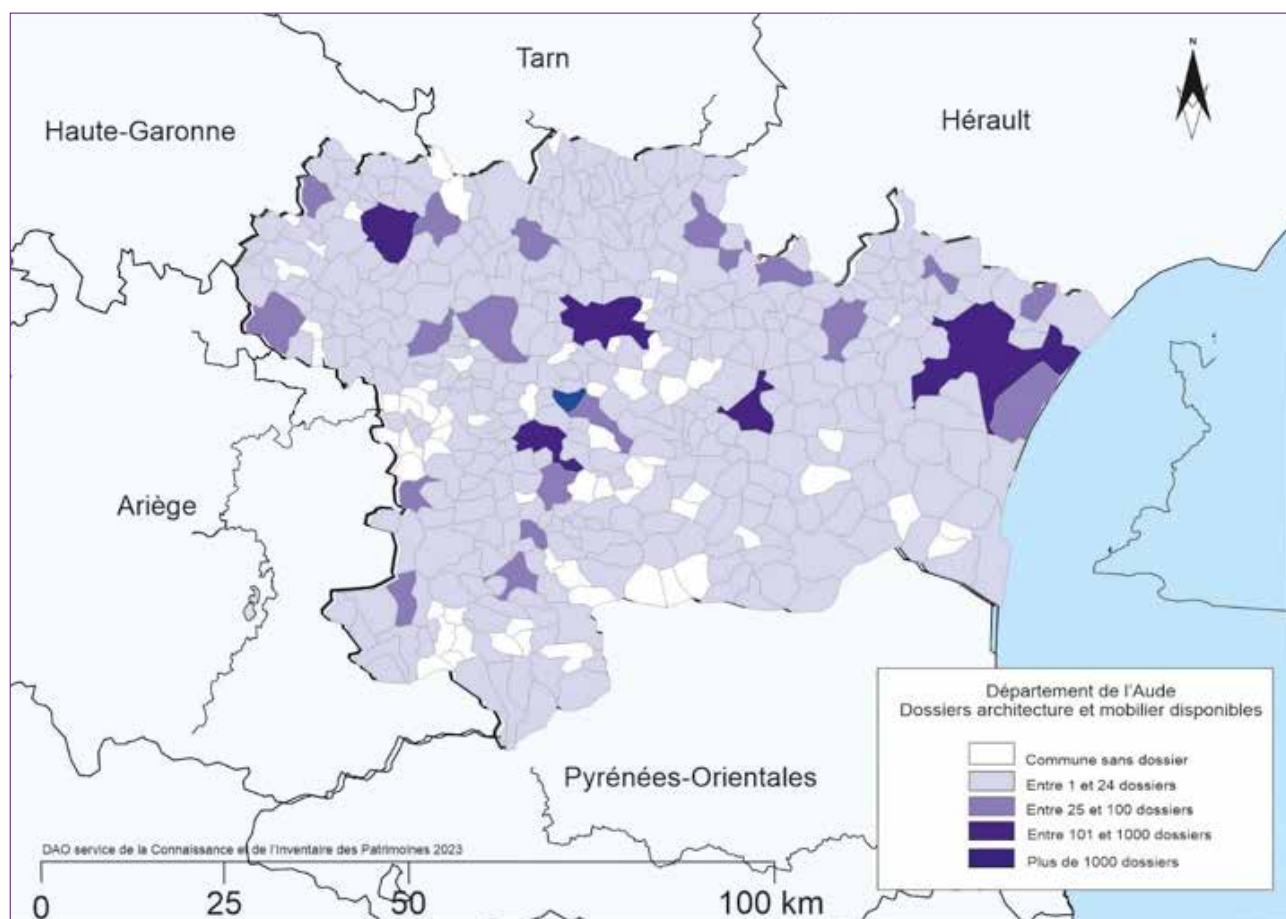 Tarn
N
Haute-Garonne
Hérault
Ariège
Pyrénées-Orientales
Département de l'Aude
Dossiers architecture et mobilier disponibles
Commune sans dossier
Entre 1 et 24 dossiers
Entre 25 et 100 dossiers
Entre 101 et 1000 dossiers
Plus de 1000 dossiers
DAO service de la Connaissance et de l'Inventaire des Patrimoines 2023
0 25 50 100 km